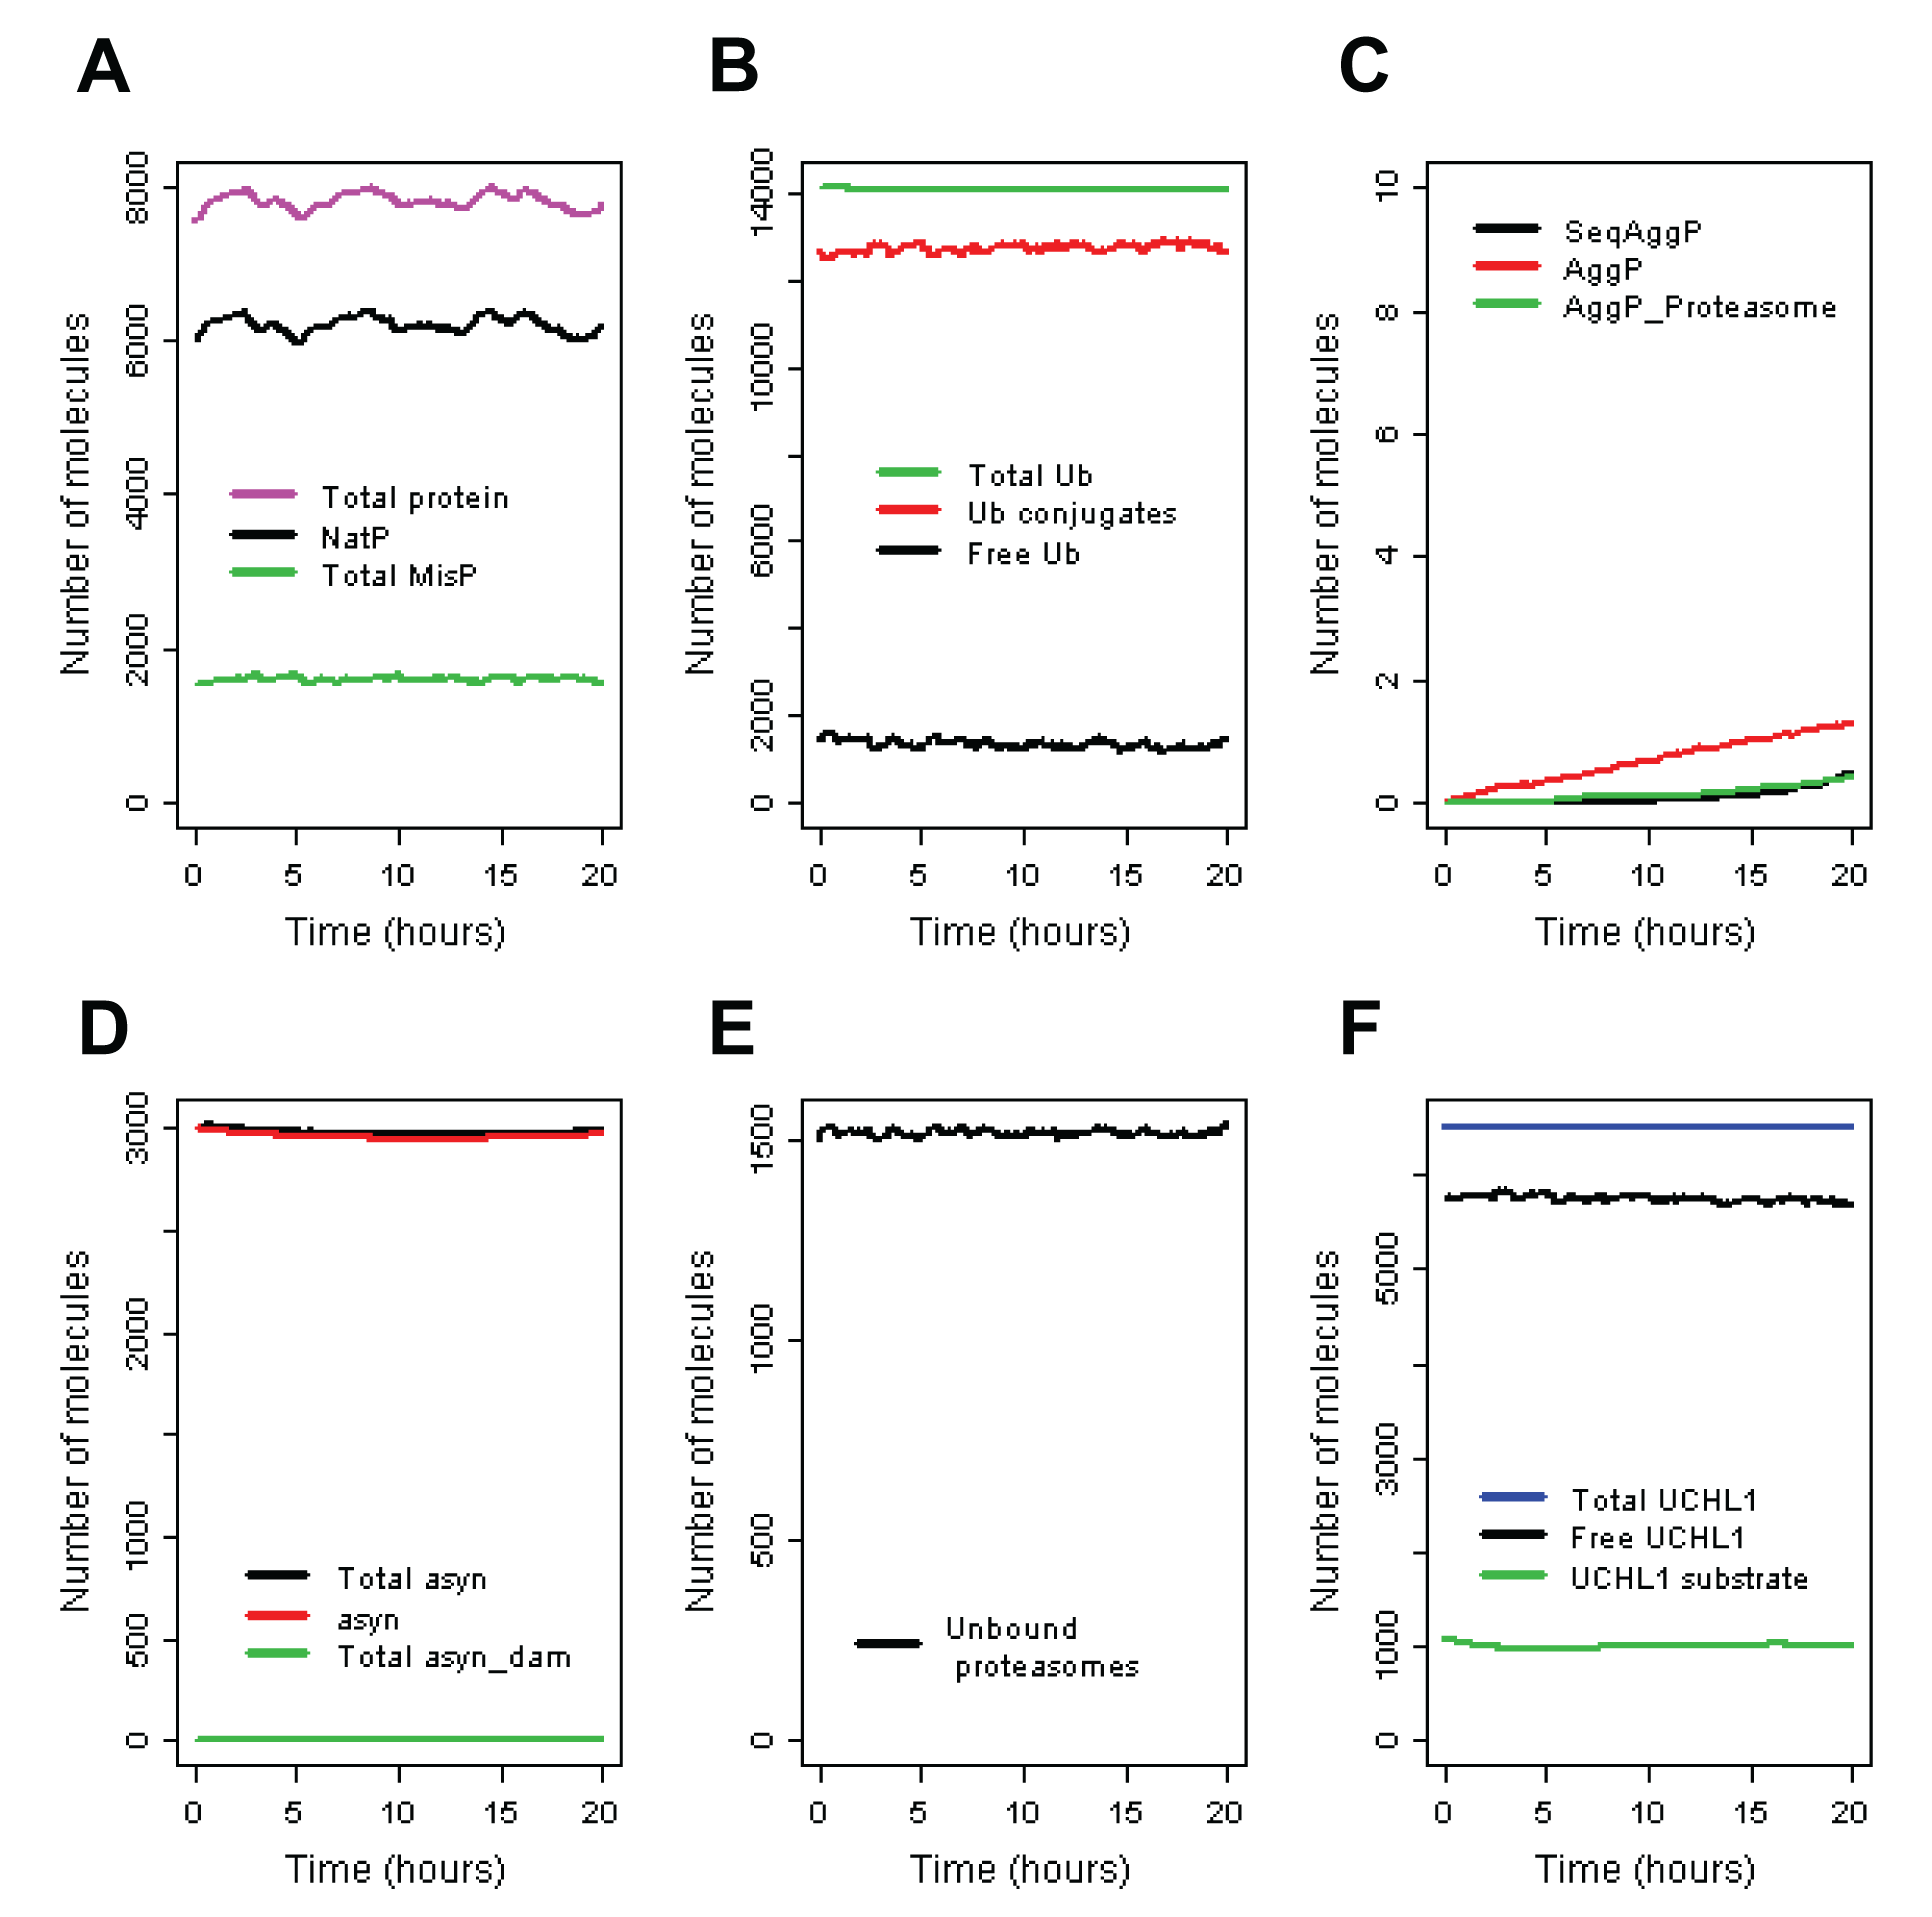 A
Number of molecules
8000
6000
4000
2000
0
Total protein
NatP
Total MisP
0 5 10 15 20
Time (hours)
B
Number of molecules
14000
10000
6000
2000
0
Total Ub
Ub conjugates
Free Ub
0 5 10 15 20
Time (hours)
C
Number of molecules
10
8
6
4
2
0
SeqAggP
AggP
AggP_Proteasome
0 5 10 15 20
Time (hours)
D
Number of molecules
3000
2000
1000
500
0
Total asyn
asyn
Total asyn_dam
0 5 10 15 20
Time (hours)
E
Number of molecules
1500
1000
500
0
Unbound
proteasomes
0 5 10 15 20
Time (hours)
F
Number of molecules
5000
3000
1000
0
Total UCHL1
Free UCHL1
UCHL1 substrate
0 5 10 15 20
Time (hours)